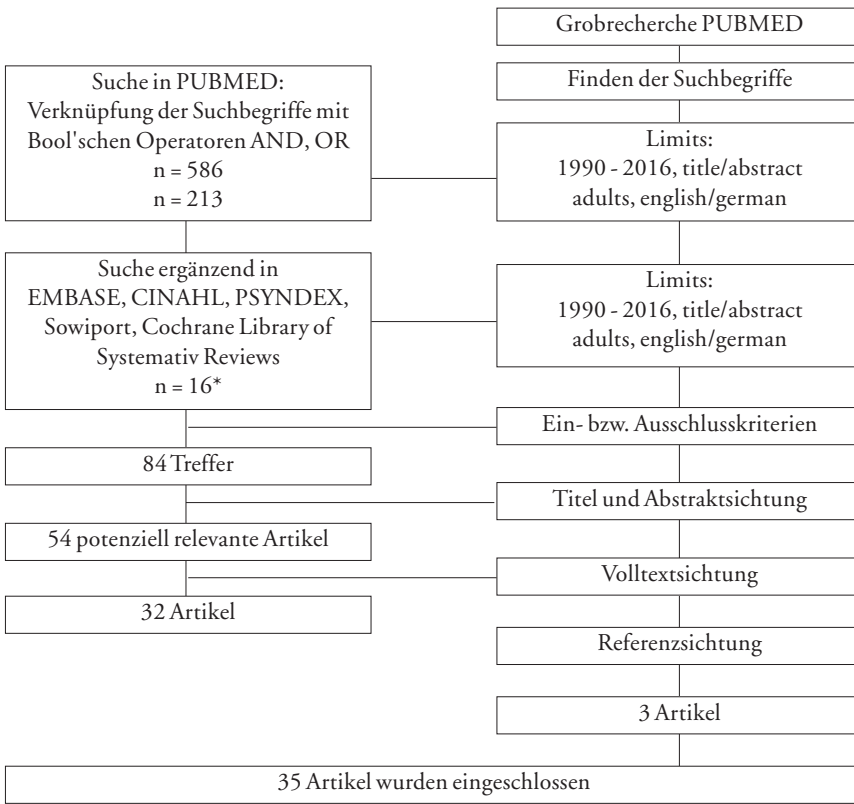 Grobrecherche PUBMED
Finden der Suchbegriffe
Suche in PUBMED:
Verknüpfung der Suchbegriffe mit
Bool'schen Operatoren AND, OR
n = 586
n = 213
Limits:
1990 - 2016, title/abstract
adults, english/german
Suche ergänzend in
EMBASE, CINAHL, PSYNDEX,
Sowiport, Cochrane Library of
Systemativ Reviews
n = 16*
Limits:
1990 - 2016, title/abstract
adults, english/german
Ein- bzw. Ausschlusskriterien
84 Treffer
Titel und Abstraktsichtung
54 potenziell relevante Artikel
Volltextsichtung
32 Artikel
Referenzsichtung
3 Artikel
35 Artikel wurden eingeschlossen